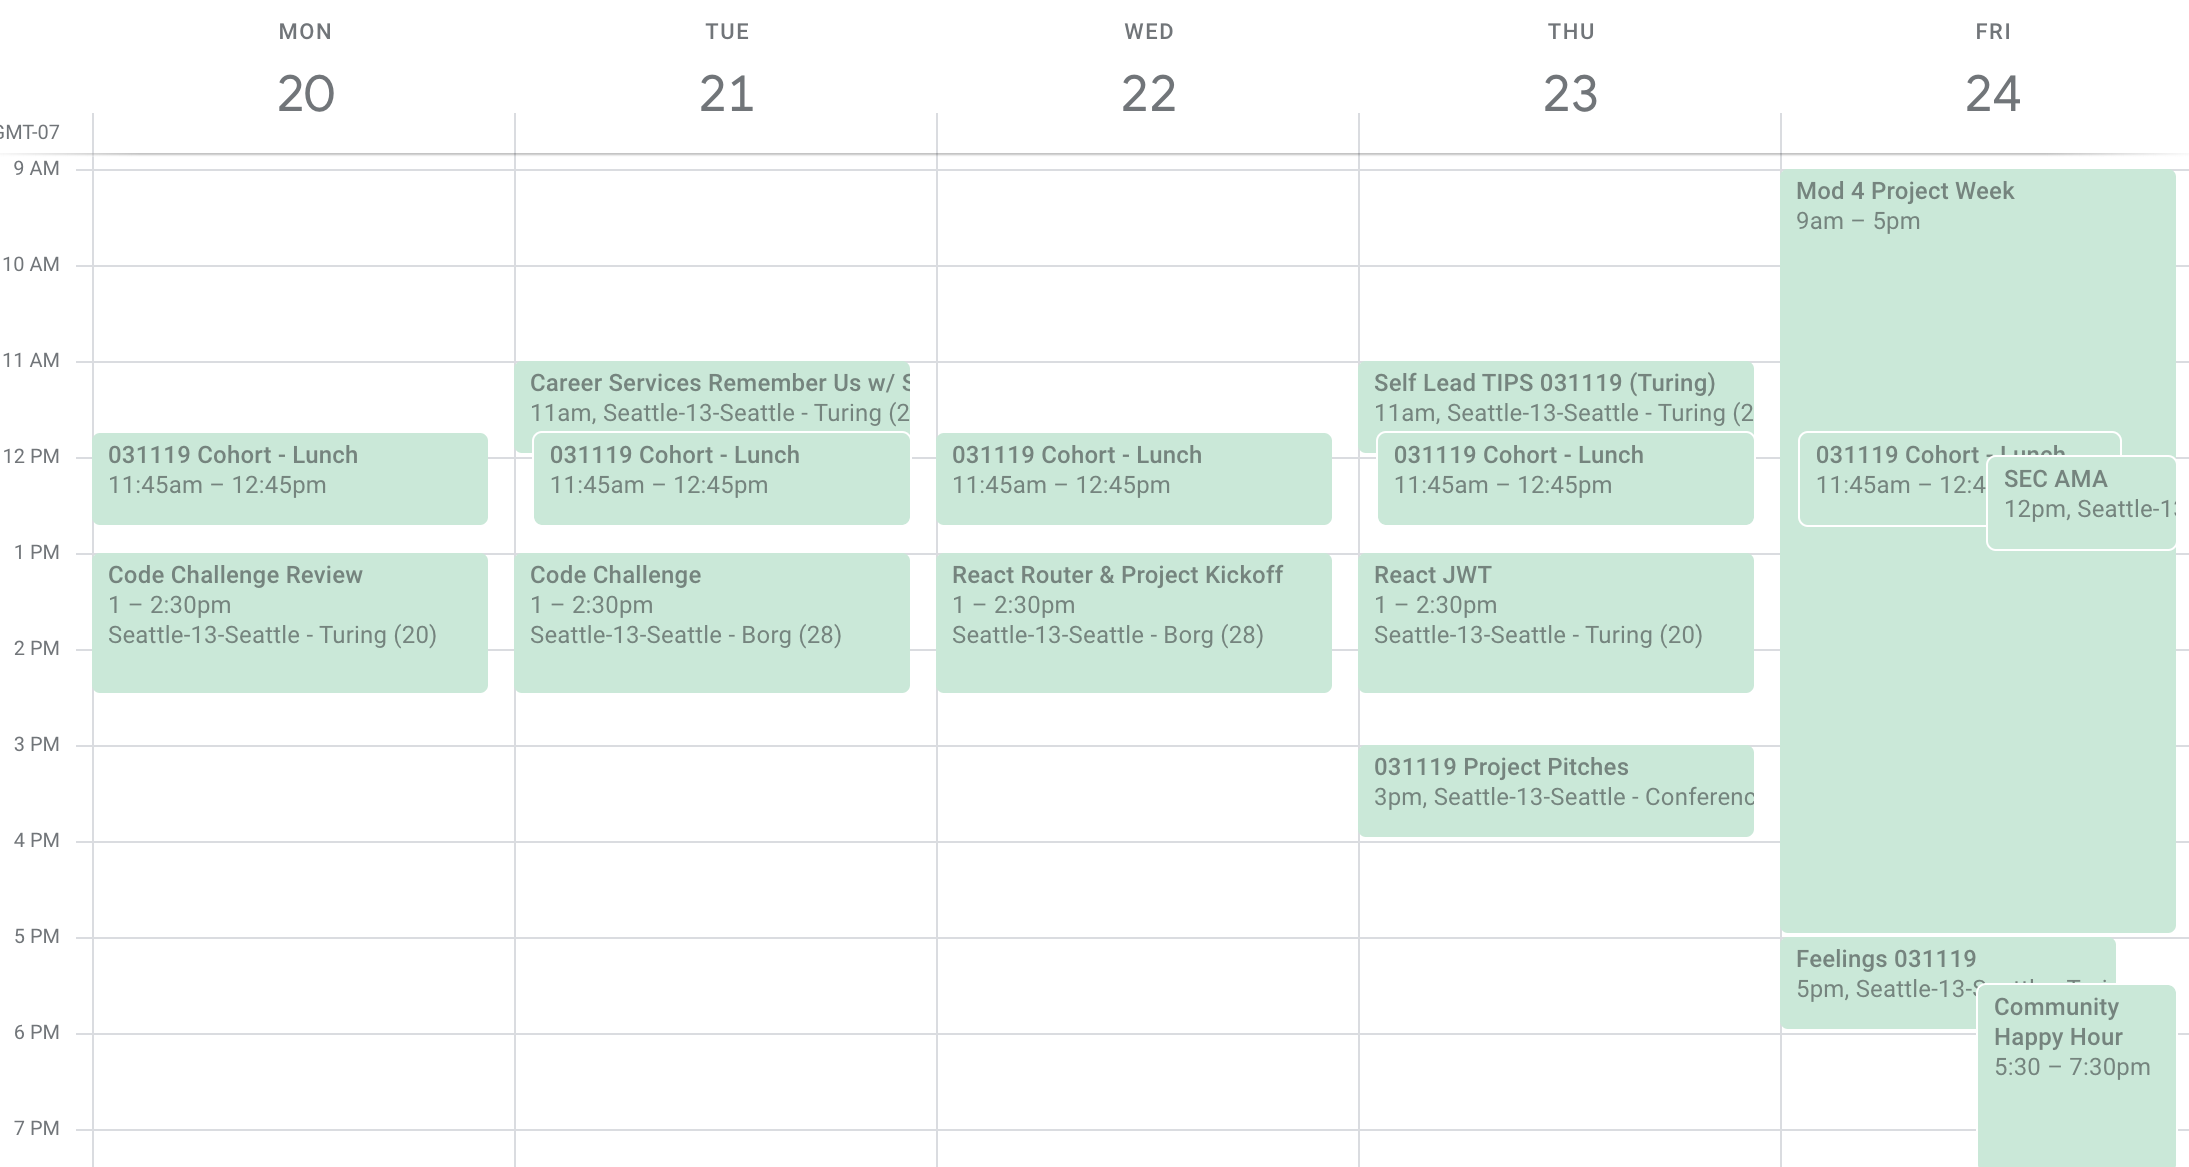 MON
20
TUE
21
WED
22
THU
23
FRI
24
GMT-07
9 AM
10 AM
11 AM
12 PM
1 PM
2 PM
3 PM
4 PM
5 PM
6 PM
7 PM
031119 Cohort - Lunch
11:45am – 12:45pm
Code Challenge Review
1 – 2:30pm
Seattle-13-Seattle - Turing (20)
Career Services Remember Us w/ S
11am, Seattle-13-Seattle - Turing (2
031119 Cohort - Lunch
11:45am – 12:45pm
Code Challenge
1 – 2:30pm
Seattle-13-Seattle - Borg (28)
031119 Cohort - Lunch
11:45am – 12:45pm
React Router & Project Kickoff
1 – 2:30pm
Seattle-13-Seattle - Borg (28)
Self Lead TIPS 031119 (Turing)
11am, Seattle-13-Seattle - Turing (2
031119 Cohort - Lunch
11:45am – 12:45pm
React JWT
1 – 2:30pm
Seattle-13-Seattle - Turing (20)
031119 Project Pitches
3pm, Seattle-13-Seattle - Conferenc
Mod 4 Project Week
9am – 5pm
031119 Cohort - Lunch
11:45am – 12:4
SEC AMA
12pm, Seattle-13
Feelings 031119
5pm, Seattle-13-Seattle - Turi
Community
Happy Hour
5:30 – 7:30pm